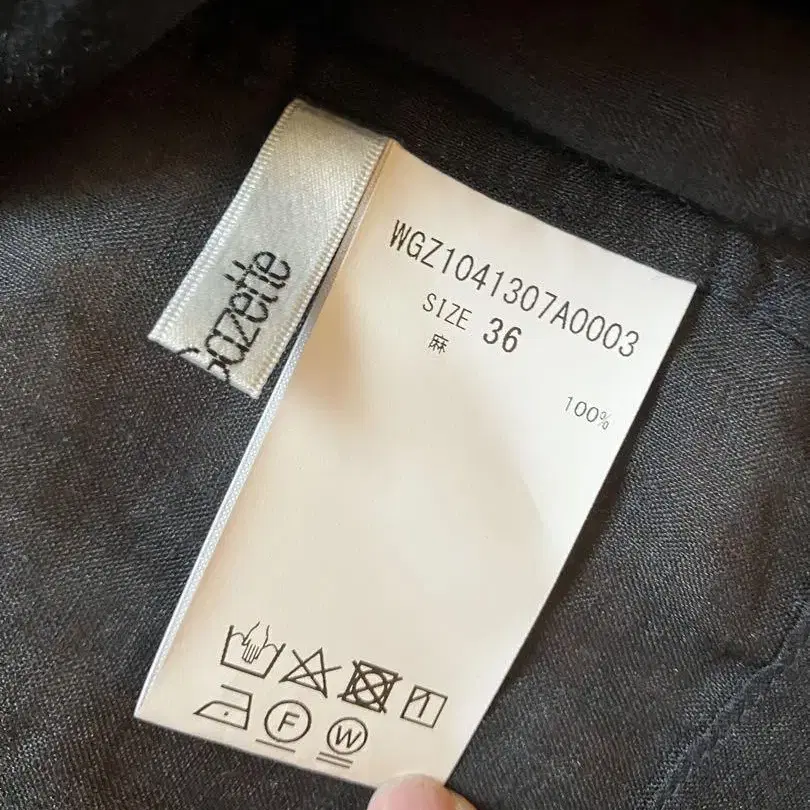 Gazette
WGZ1041307A0003
SIZE 36
麻
100%
F
W